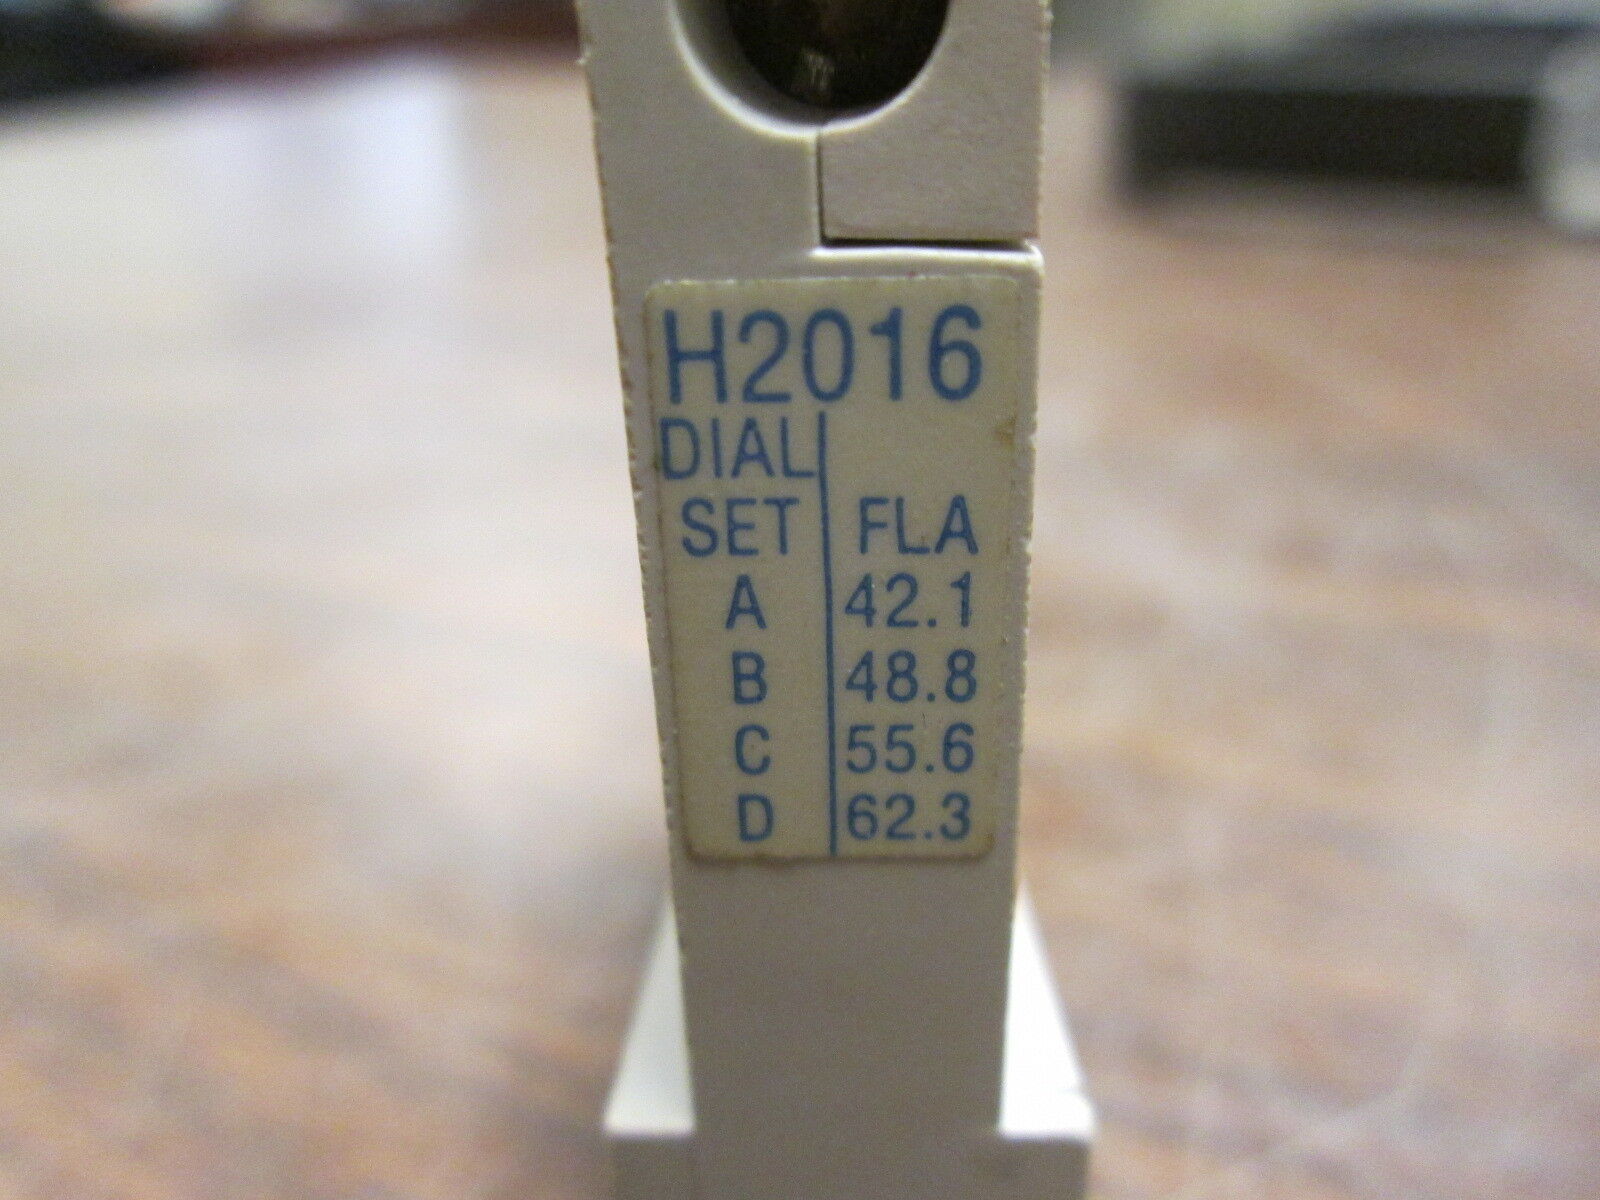 H2016
DIAL
SET FLA
A 42.1
B 48.8
C 55.6
D 62.3